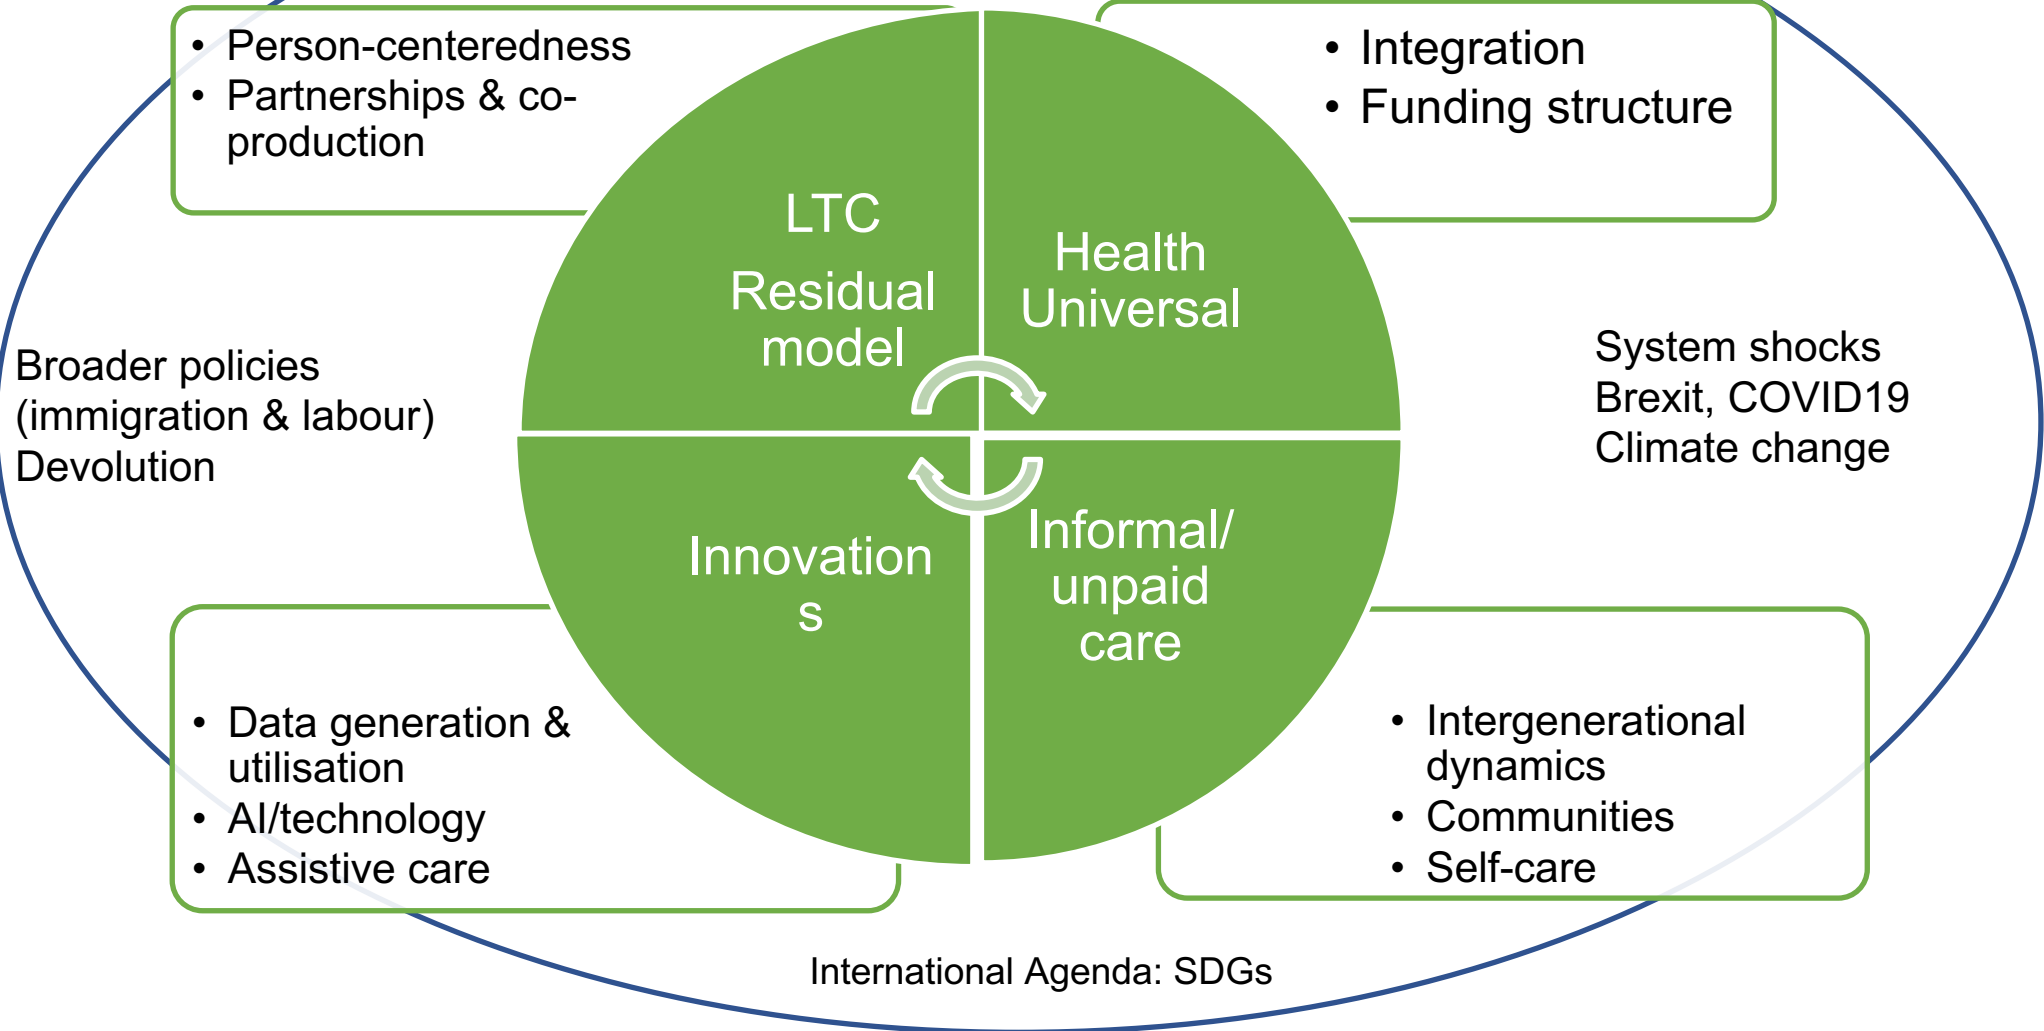 • Person-centeredness
• Partnerships & co-
production
• Integration
• Funding structure
LTC
Residual
model
Health
Universal
Broader policies
(immigration & labour)
Devolution
System shocks
Brexit, COVID19
Climate change
Innovation
s
Informal/
unpaid
care
• Data generation &
utilisation
• AI/technology
• Assistive care
• Intergenerational
dynamics
• Communities
• Self-care
International Agenda: SDGs